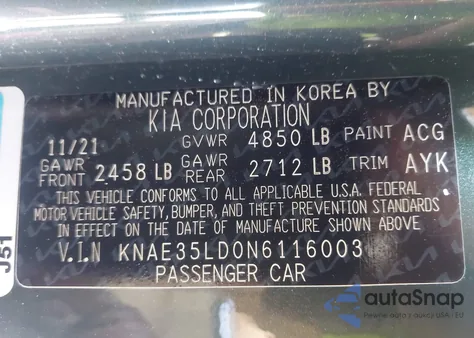 MANUFACTURED IN KOREA BY
KIA CORPORATION
11/21 GVWR 4850 LB PAINT ACG
GAWR FRONT 2458 LB GAWR REAR 2712 LB TRIM AYK
THIS VEHICLE CONFORMS TO ALL APPLICABLE U.S.A. FEDERAL
MOTOR VEHICLE SAFETY, BUMPER, AND THEFT PREVENTION STANDARDS
IN EFFECT ON THE DATE OF MANUFACTURE SHOWN ABOVE
V.I.N KNAE35LD0N6116003
PASSENGER CAR
J51
autoSnap